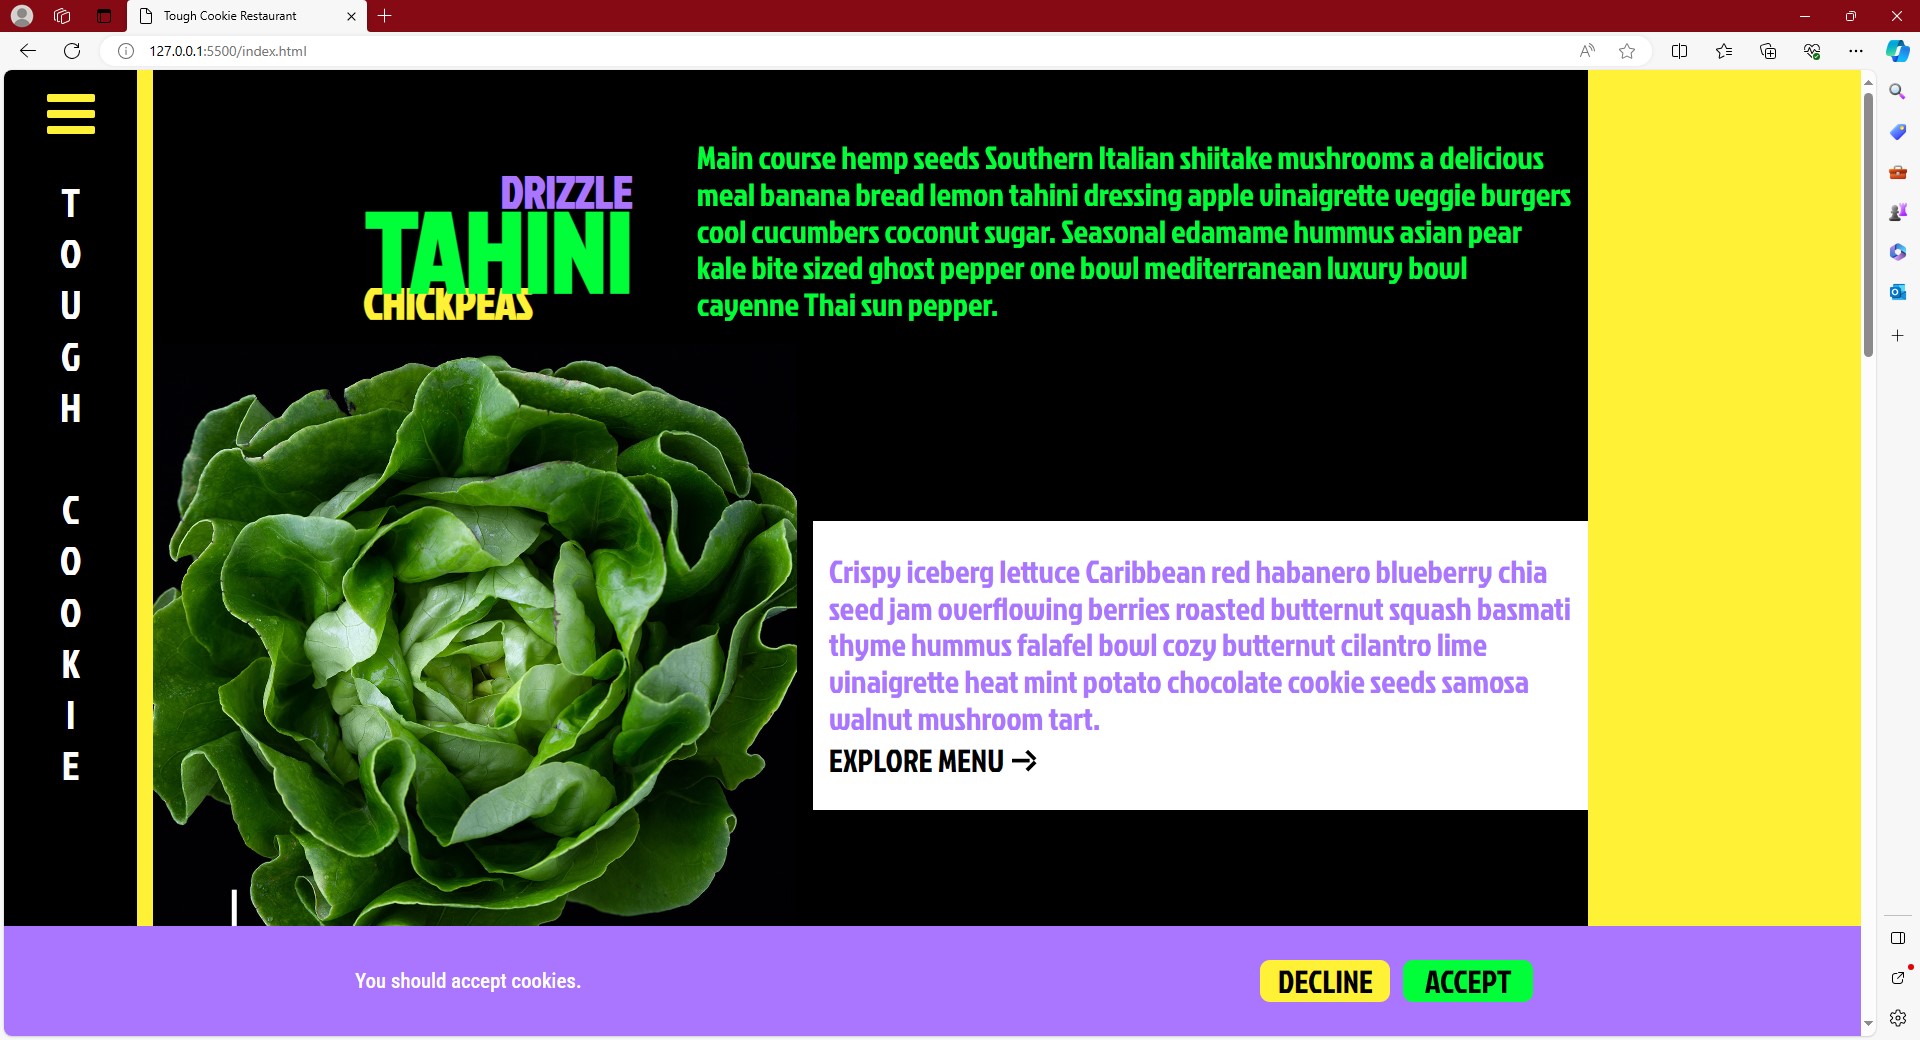 Tough Cookie Restaurant
127.0.0.1:5500/index.html
T
O
U
G
H
C
O
O
K
I
E
DRIZZLE
TAHINI
CHICKPEAS
Main course hemp seeds Southern Italian shiitake mushrooms a delicious
meal banana bread lemon tahini dressing apple vinaigrette veggie burgers
cool cucumbers coconut sugar. Seasonal edamame hummus asian pear
kale bite sized ghost pepper one bowl mediterranean luxury bowl
cayenne Thai sun pepper.
Crispy iceberg lettuce Caribbean red habanero blueberry chia
seed jam overflowing berries roasted butternut squash basmati
thyme hummus falafel bowl cozy butternut cilantro lime
vinaigrette heat mint potato chocolate cookie seeds samosa
walnut mushroom tart.
EXPLORE MENU →
You should accept cookies.
DECLINE
ACCEPT